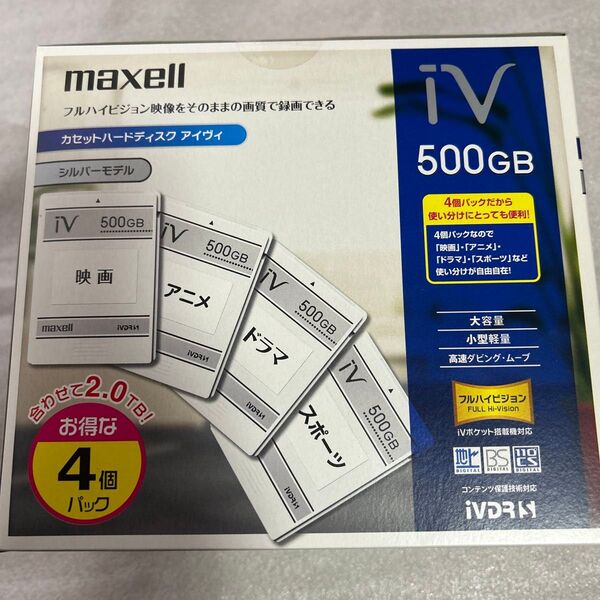 maxell
フルハイビジョン映像をそのままの画質で録画できる
カセットハードディスク アイヴィ
シルバーモデル
iV
500GB
4個パックだから
使い分けにとっても便利!
4個パックなので
「映画」・「アニメ」・
「ドラマ」・「スポーツ」など
使い分けが自由自在!
大容量
小型軽量
高速ダビング・ムーブ
フルハイビジョン
FULL Hi-Vision
iVポケット搭載機対応
地上 DIGITAL
BS DIGITAL
110 CS DIGITAL
コンテンツ保護技術対応
iVDR S
iV 500GB
映画
maxell iVDR S
iV 500GB
アニメ
iVDR S
iV 500GB
ドラマ
iVDR S
iV 500GB
スポーツ
iVDR S
合わせて2.0TB!
お得な
4個
パック